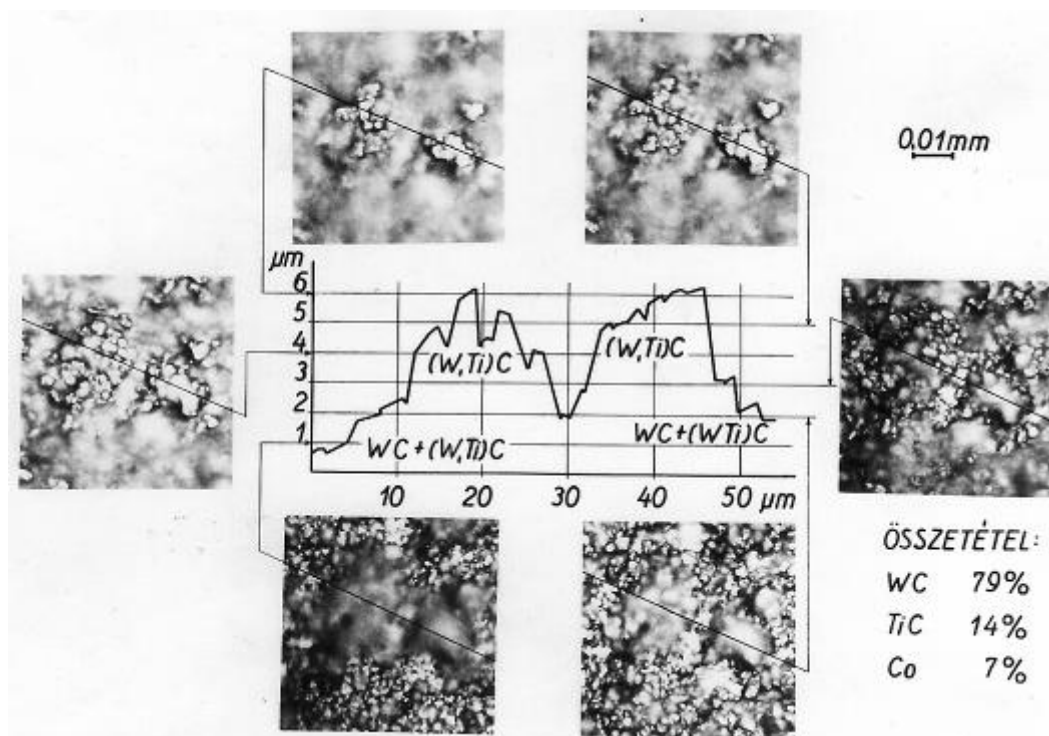 0,01mm
μm
6
5
4
3
2
1
(W,Ti)C
(W,Ti)C
WC+(W,Ti)C
WC+(WTi)C
10 20 30 40 50 μm
ÖSSZETÉTEL:
WC 79%
TiC 14%
Co 7%